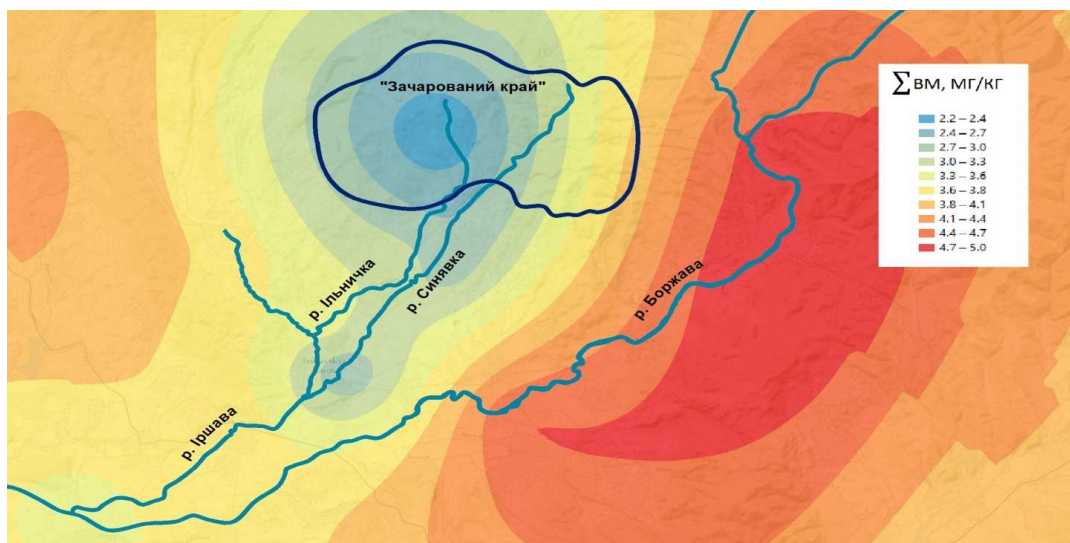 "Зачарований край"
∑ВМ, МГ/КГ
2.2 – 2.4
2.4 – 2.7
2.7 – 3.0
3.0 – 3.3
3.3 – 3.6
3.6 – 3.8
3.8 – 4.1
4.1 – 4.4
4.4 – 4.7
4.7 – 5.0
р. Ільничка
р. Синявка
р. Боржава
р. Іршава